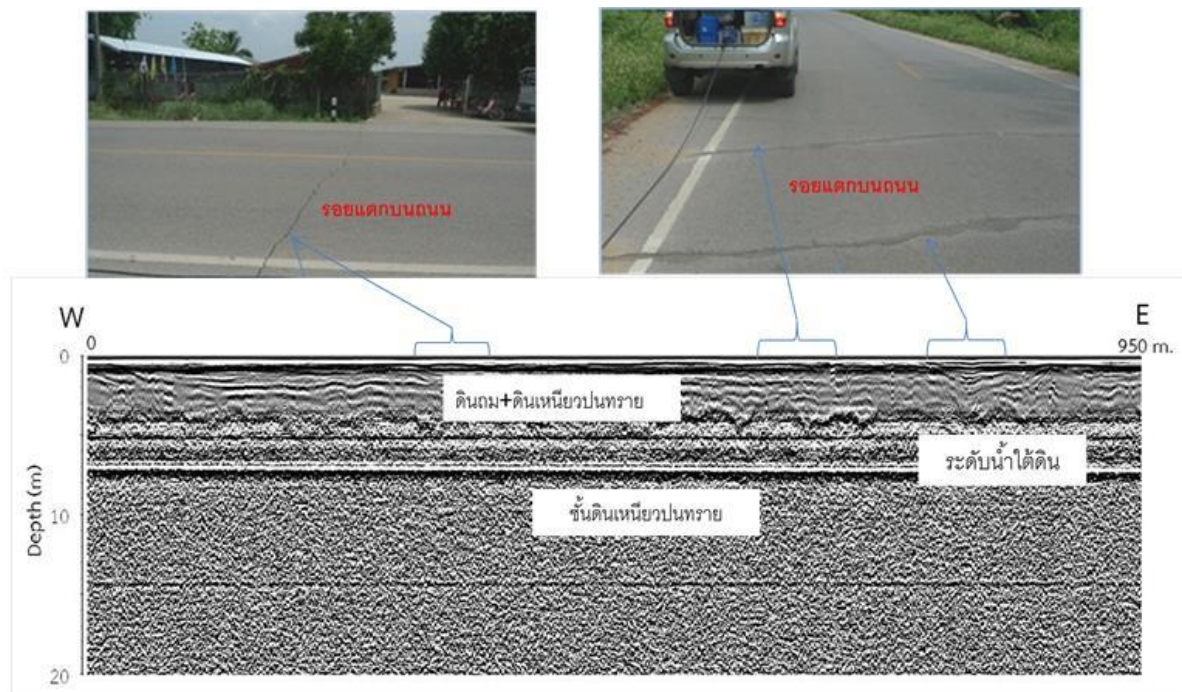 รอยแตกบนถนน
รอยแตกบนถนน
W
E
0
950 m.
0
ดินถม+ดินเหนียวปนทราย
ระดับน้ำใต้ดิน
Depth (m)
10
ชั้นดินเหนียวปนทราย
20